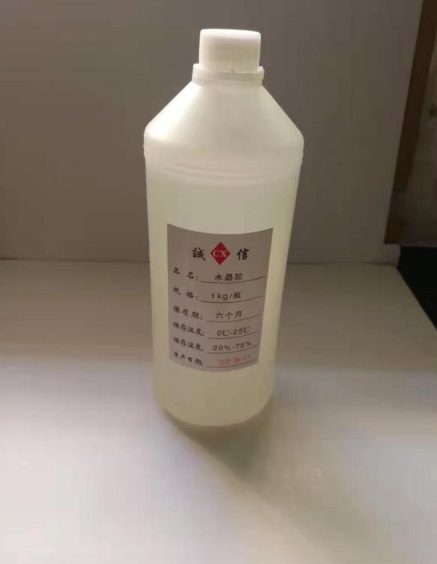 誠 CX 信
品 名: 水晶胶
规 格: 1kg/瓶
保质期: 六个月
储存温度: 0℃-25℃
储存湿度: 20%-75%
生产日期: